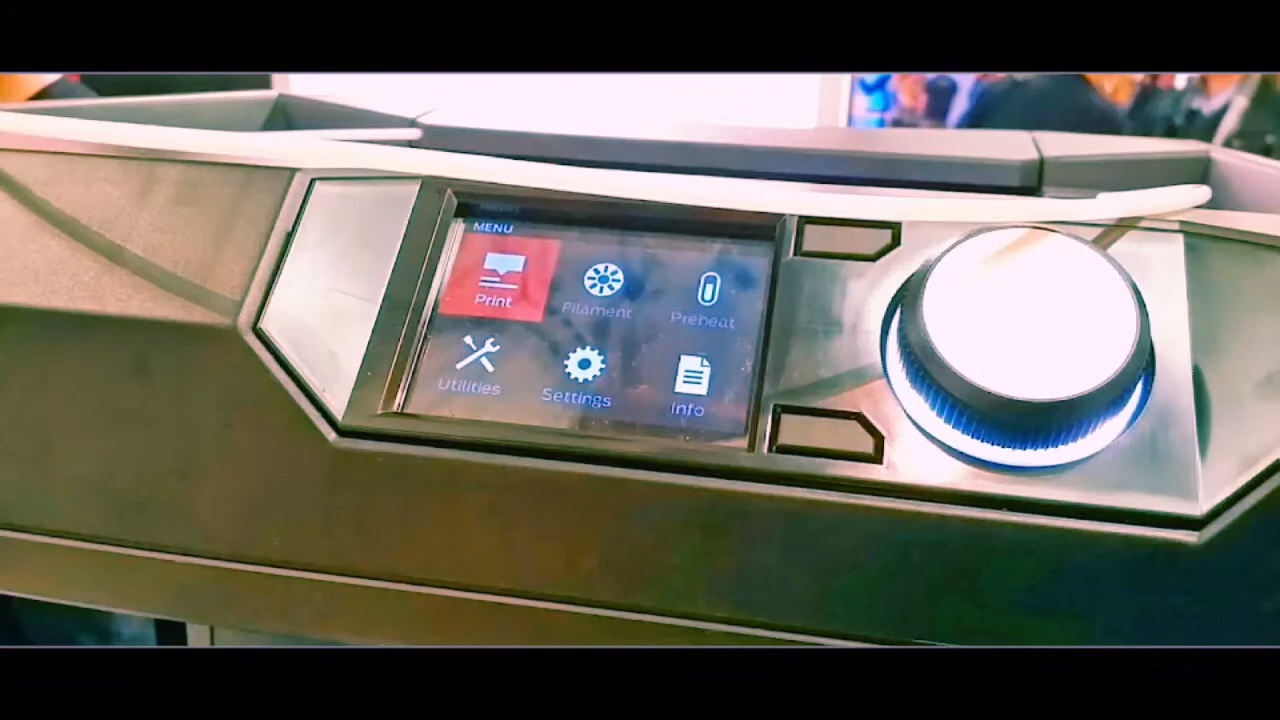 MENU
Print
Filament
Preheat
Utilities
Settings
Info